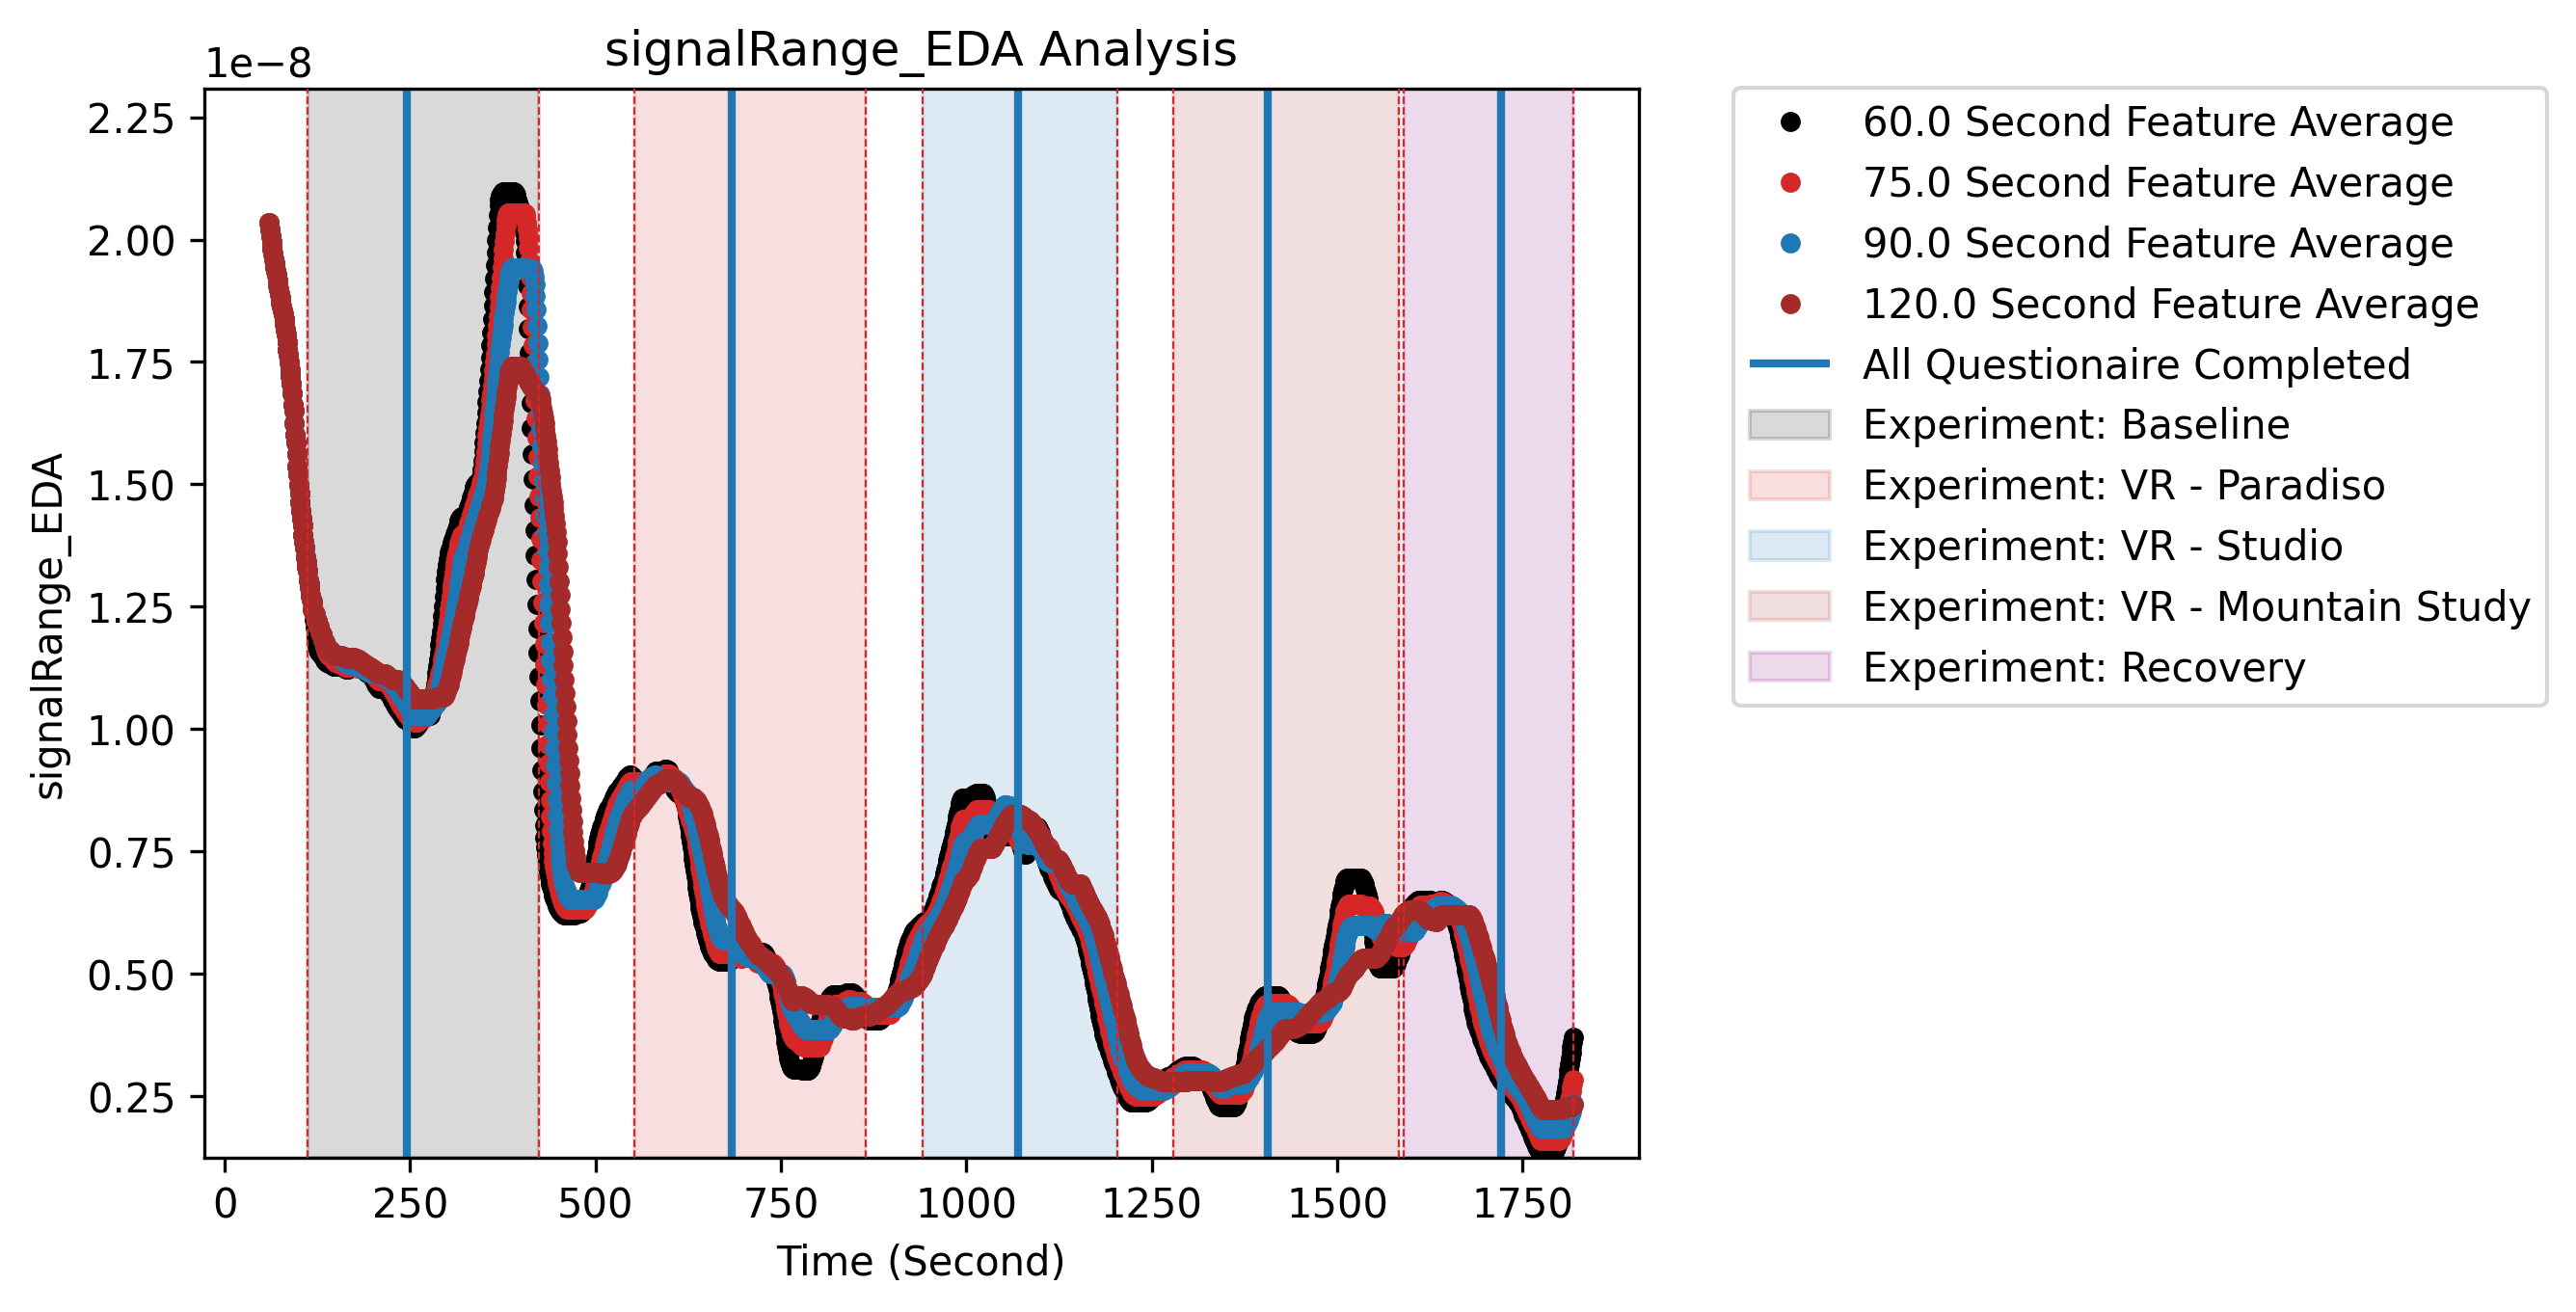 signalRange_EDA Analysis
1e−8
2.25
2.00
1.75
1.50
1.25
1.00
0.75
0.50
0.25
signalRange_EDA
0 250 500 750 1000 1250 1500 1750
Time (Second)
60.0 Second Feature Average
75.0 Second Feature Average
90.0 Second Feature Average
120.0 Second Feature Average
All Questionaire Completed
Experiment: Baseline
Experiment: VR - Paradiso
Experiment: VR - Studio
Experiment: VR - Mountain Study
Experiment: Recovery